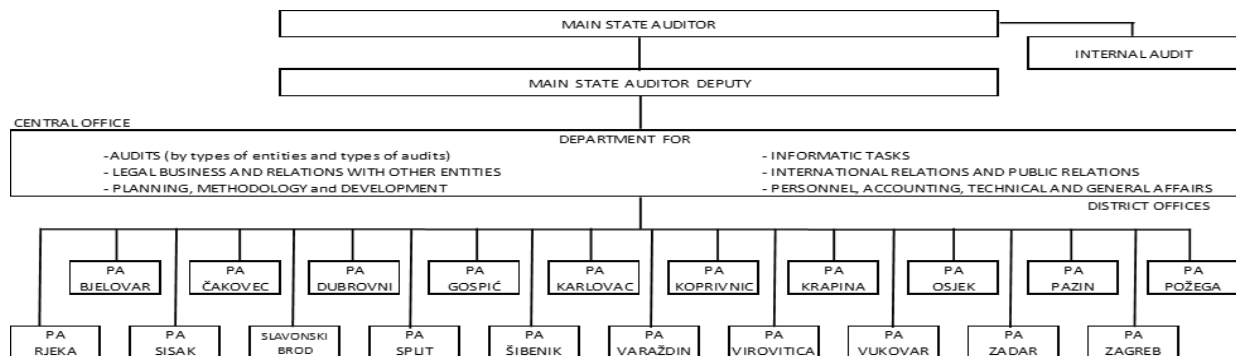 MAIN STATE AUDITOR
INTERNAL AUDIT
MAIN STATE AUDITOR DEPUTY
CENTRAL OFFICE
DEPARTMENT FOR
-AUDITS (by types of entities and types of audits)
- LEGAL BUSINESS AND RELATIONS WITH OTHER ENTITIES
- PLANNING, METHODOLOGY and DEVELOPMENT
- INFORMATIC TASKS
- INTERNATIONAL RELATIONS AND PUBLIC RELATIONS
- PERSONNEL, ACCOUNTING, TECHNICAL AND GENERAL AFFAIRS
DISTRICT OFFICES
PA
BJELOVAR
PA
ČAKOVEC
PA
DUBROVNI
PA
GOSPIĆ
PA
KARLOVAC
PA
KOPRIVNIC
PA
KRAPINA
PA
OSJEK
PA
PAZIN
PA
POŽEGA
PA
RJEKA
PA
SISAK
SLAVONSKI
BROD
PA
SPLIT
PA
ŠIBENIK
PA
VARAŽDIN
PA
VIROVITICA
PA
VUKOVAR
PA
ZADAR
PA
ZAGREB